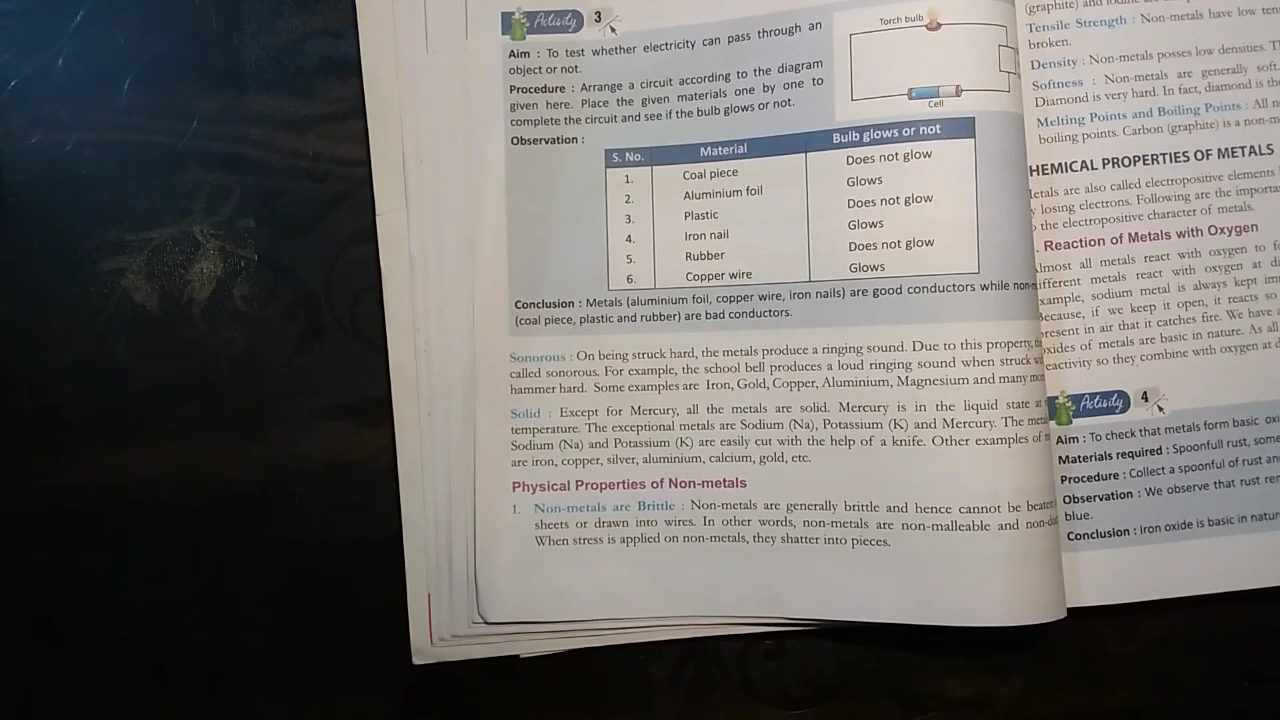 Activity 3
Aim : To test whether electricity can pass through an
object or not.
Procedure : Arrange a circuit according to the diagram
given here. Place the given materials one by one to
complete the circuit and see if the bulb glows or not.
Torch bulb
Cell
Observation :
S. No. Material Bulb glows or not
1. Coal piece Does not glow
2. Aluminium foil Glows
3. Plastic Does not glow
4. Iron nail Glows
5. Rubber Does not glow
6. Copper wire Glows
Conclusion : Metals (aluminium foil, copper wire, iron nails) are good conductors while non-
(coal piece, plastic and rubber) are bad conductors.
Sonorous : On being struck hard, the metals produce a ringing sound. Due to this property,
called sonorous. For example, the school bell produces a loud ringing sound when struck
hammer hard. Some examples are Iron, Gold, Copper, Aluminium, Magnesium and many
Solid : Except for Mercury, all the metals are solid. Mercury is in the liquid state at
temperature. The exceptional metals are Sodium (Na), Potassium (K) and Mercury. The
Sodium (Na) and Potassium (K) are easily cut with the help of a knife. Other examples of
are iron, copper, silver, aluminium, calcium, gold, etc.
Physical Properties of Non-metals
1. Non-metals are Brittle : Non-metals are generally brittle and hence cannot be
sheets or drawn into wires. In other words, non-metals are non-malleable and
When stress is applied on non-metals, they shatter into pieces.
(graphite) and
Tensile Strength : Non-metals have low
broken.
Density : Non-metals posses low densities.
Softness : Non-metals are generally soft.
Diamond is very hard. In fact, diamond is
Melting Points and Boiling Points : All
boiling points. Carbon (graphite) is a
HEMICAL PROPERTIES OF METALS
etals are also called electropositive elements
losing electrons. Following are the
the electropositive character of metals.
. Reaction of Metals with Oxygen
lmost all metals react with oxygen to
ifferent metals react with oxygen at
xample, sodium metal is always kept
Because, if we keep it open, it reacts so
present in air that it catches fire. We have
oxides of metals are basic in nature. As all
eactivity so they combine with oxygen at
Activity 4
Aim : To check that metals form basic
Materials required : Spoonfull rust, some
Procedure : Collect a spoonful of rust
Observation : We observe that rust
blue.
Conclusion : Iron oxide is basic in